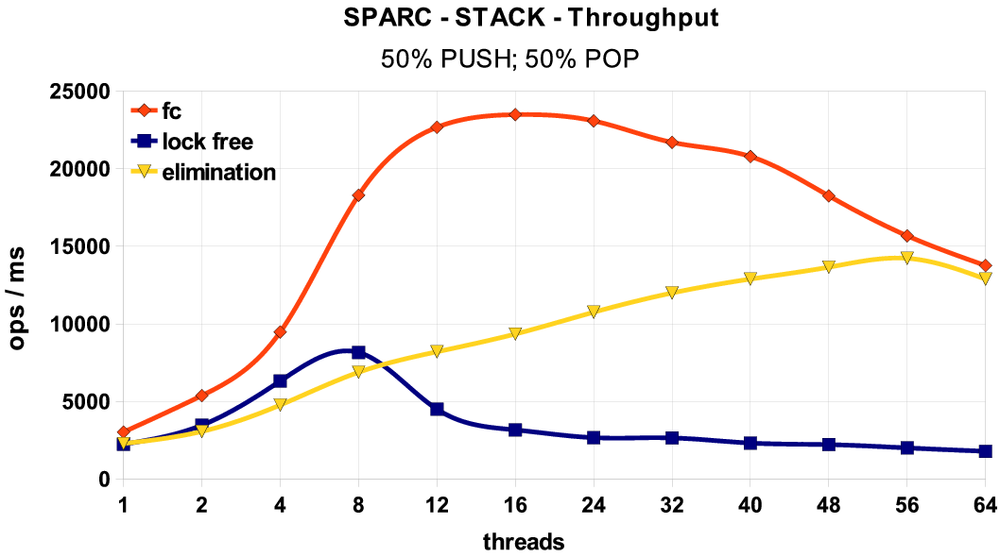 SPARC - STACK - Throughput
50% PUSH; 50% POP
25000
20000
15000
10000
5000
0
ops / ms
fc
lock free
elimination
1 2 4 8 12 16 24 32 40 48 56 64
threads